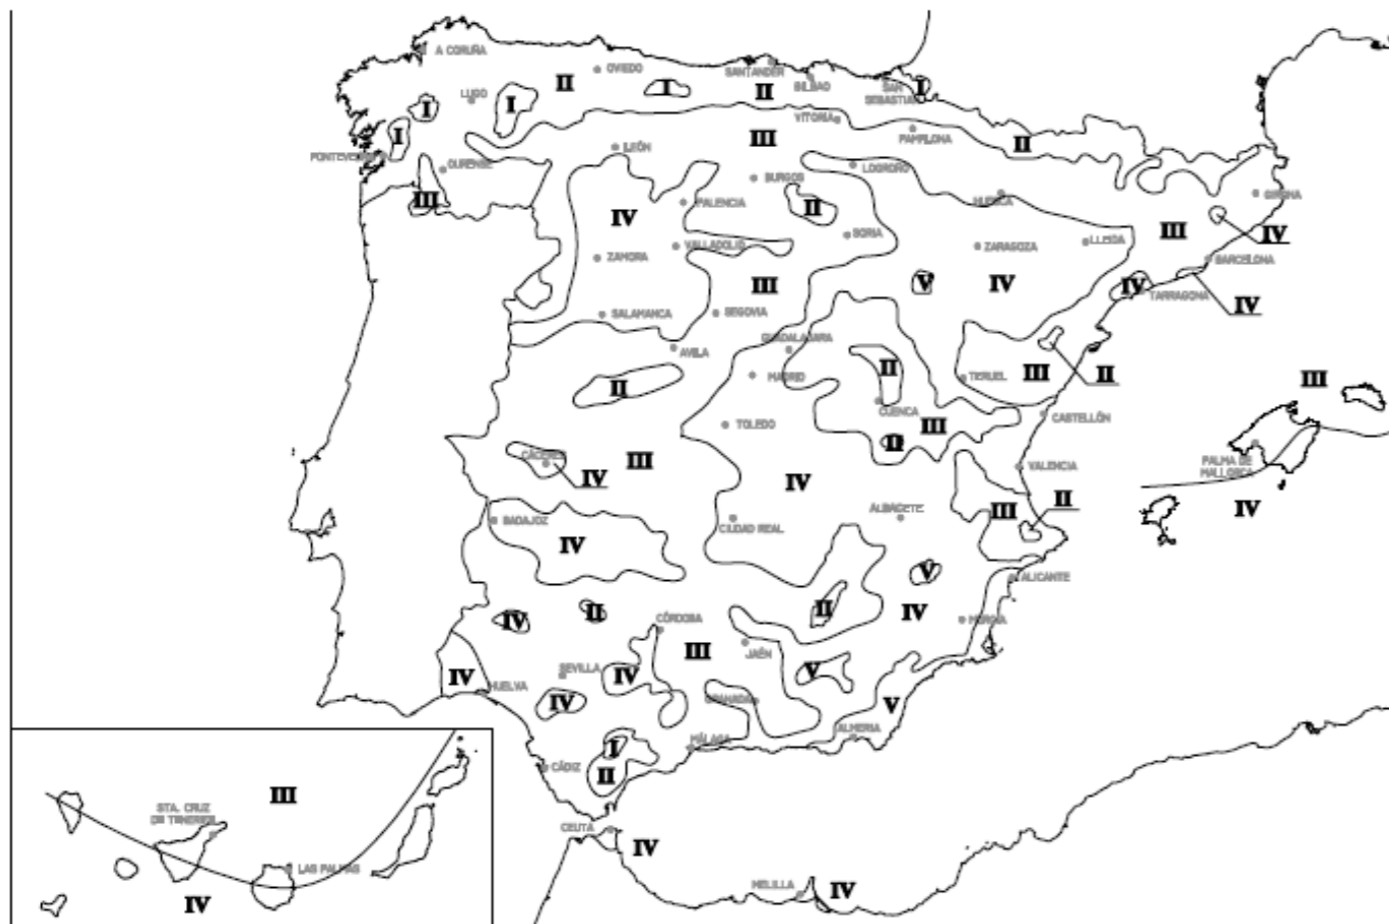 A CORUÑA
OVIEDO
SANTANDER
BILBAO
SAN
SEBASTIAN
II
I
II
I
LUGO
I
I
I
VITORIA
PAMPLONA
II
III
LEÓN
PONTEVEDRA
OURENSE
LOGROÑO
BURGOS
HUESCA
GIRONA
III
IV
PALENCIA
II
SORIA
III
IV
ZAMORA
VALLADOLID
ZARAGOZA
LLEIDA
BARCELONA
III
V
IV
IV
TARRAGONA
IV
SALAMANCA
SEGOVIA
GUADALAJARA
AVILA
II
MADRID
II
TERUEL
III
II
III
CUENCA
III
CASTELLÓN
TOLEDO
II
CÁCERES
IV
III
VALENCIA
PALMA DE
MALLORCA
IV
IV
BADAJOZ
CIUDAD REAL
ALBACETE
III
II
IV
V
ALICANTE
IV
II
II
IV
MURCIA
CÓRDOBA
III
JAÉN
SEVILLA
IV
V
IV
HUELVA
IV
GRANADA
V
MÁLAGA
ALMERIA
I
CÁDIZ
II
III
STA. CRUZ
DE TENERIFE
CEUTA
IV
LAS PALMAS
IV
MELILLA
IV